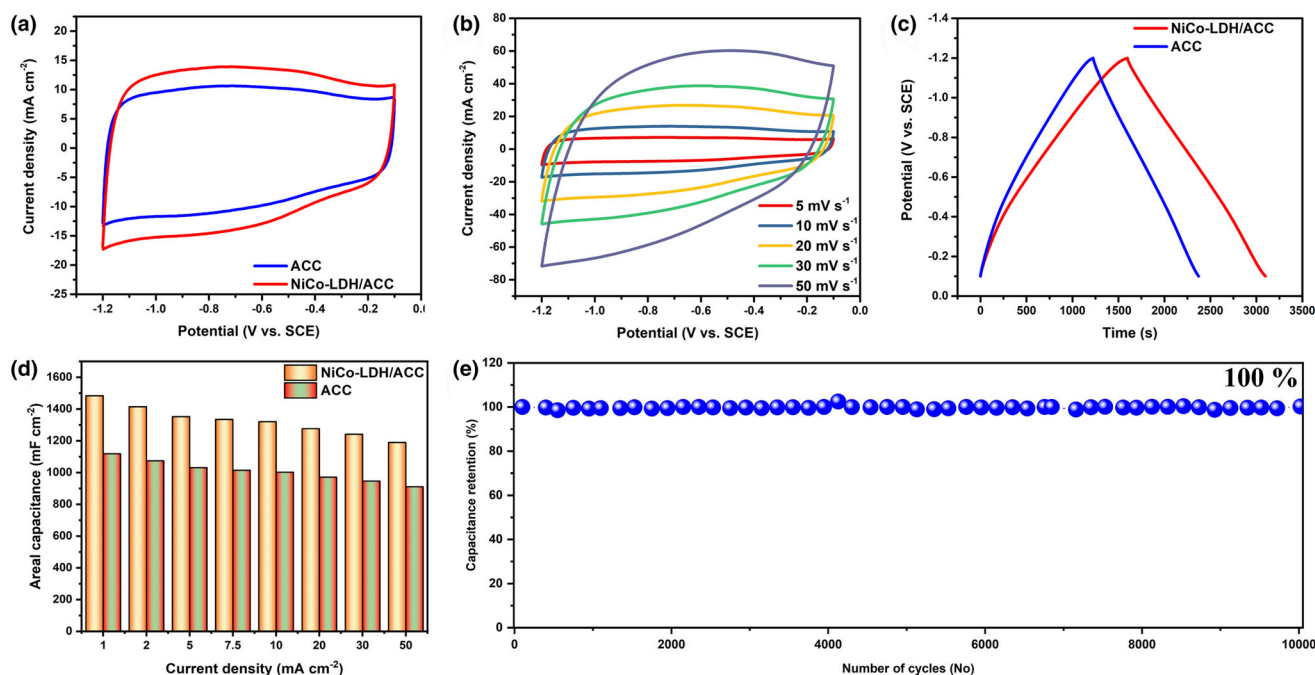 (a)
25
20
15
10
5
0
-5
-10
-15
-20
-25
Current density (mA cm-2)
ACC
NiCo-LDH/ACC
-1.2 -1.0 -0.8 -0.6 -0.4 -0.2 0.0
Potential (V vs. SCE)
(b)
80
60
40
20
0
-20
-40
-60
-80
Current density (mA cm-2)
5 mV s-1
10 mV s-1
20 mV s-1
30 mV s-1
50 mV s-1
-1.2 -1.0 -0.8 -0.6 -0.4 -0.2 0.0
Potential (V vs. SCE)
(c)
-1.4
-1.2
-1.0
-0.8
-0.6
-0.4
-0.2
0.0
Potential (V vs. SCE)
NiCo-LDH/ACC
ACC
0 500 1000 1500 2000 2500 3000 3500
Time (s)
(d)
1600
1400
1200
1000
800
600
400
200
0
Areal capacitance (mF cm-2)
NiCo-LDH/ACC
ACC
1 2 5 7.5 10 20 30 50
Current density (mA cm-2)
(e)
120
100
80
60
40
20
0
Capacitance retention (%)
100 %
0 2000 4000 6000 8000 10000
Number of cycles (No)